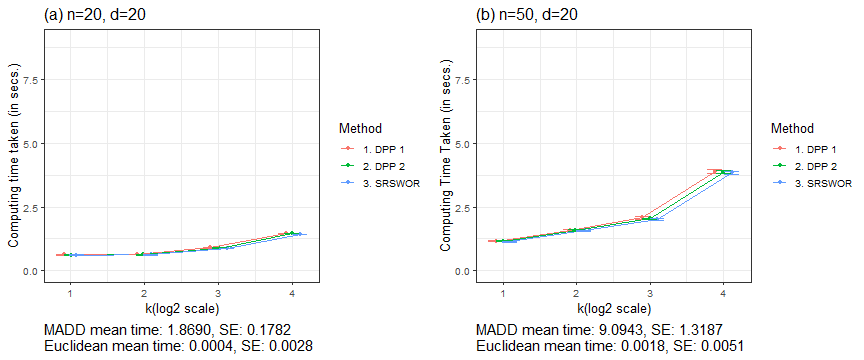 (a) n=20, d=20
Computing time taken (in secs.)
7.5
5.0
2.5
0.0
1 2 3 4
k(log2 scale)
Method
1. DPP 1
2. DPP 2
3. SRSWOR
MADD mean time: 1.8690, SE: 0.1782
Euclidean mean time: 0.0004, SE: 0.0028
(b) n=50, d=20
Computing Time Taken (in secs.)
7.5
5.0
2.5
0.0
1 2 3 4
k(log2 scale)
Method
1. DPP 1
2. DPP 2
3. SRSWOR
MADD mean time: 9.0943, SE: 1.3187
Euclidean mean time: 0.0018, SE: 0.0051